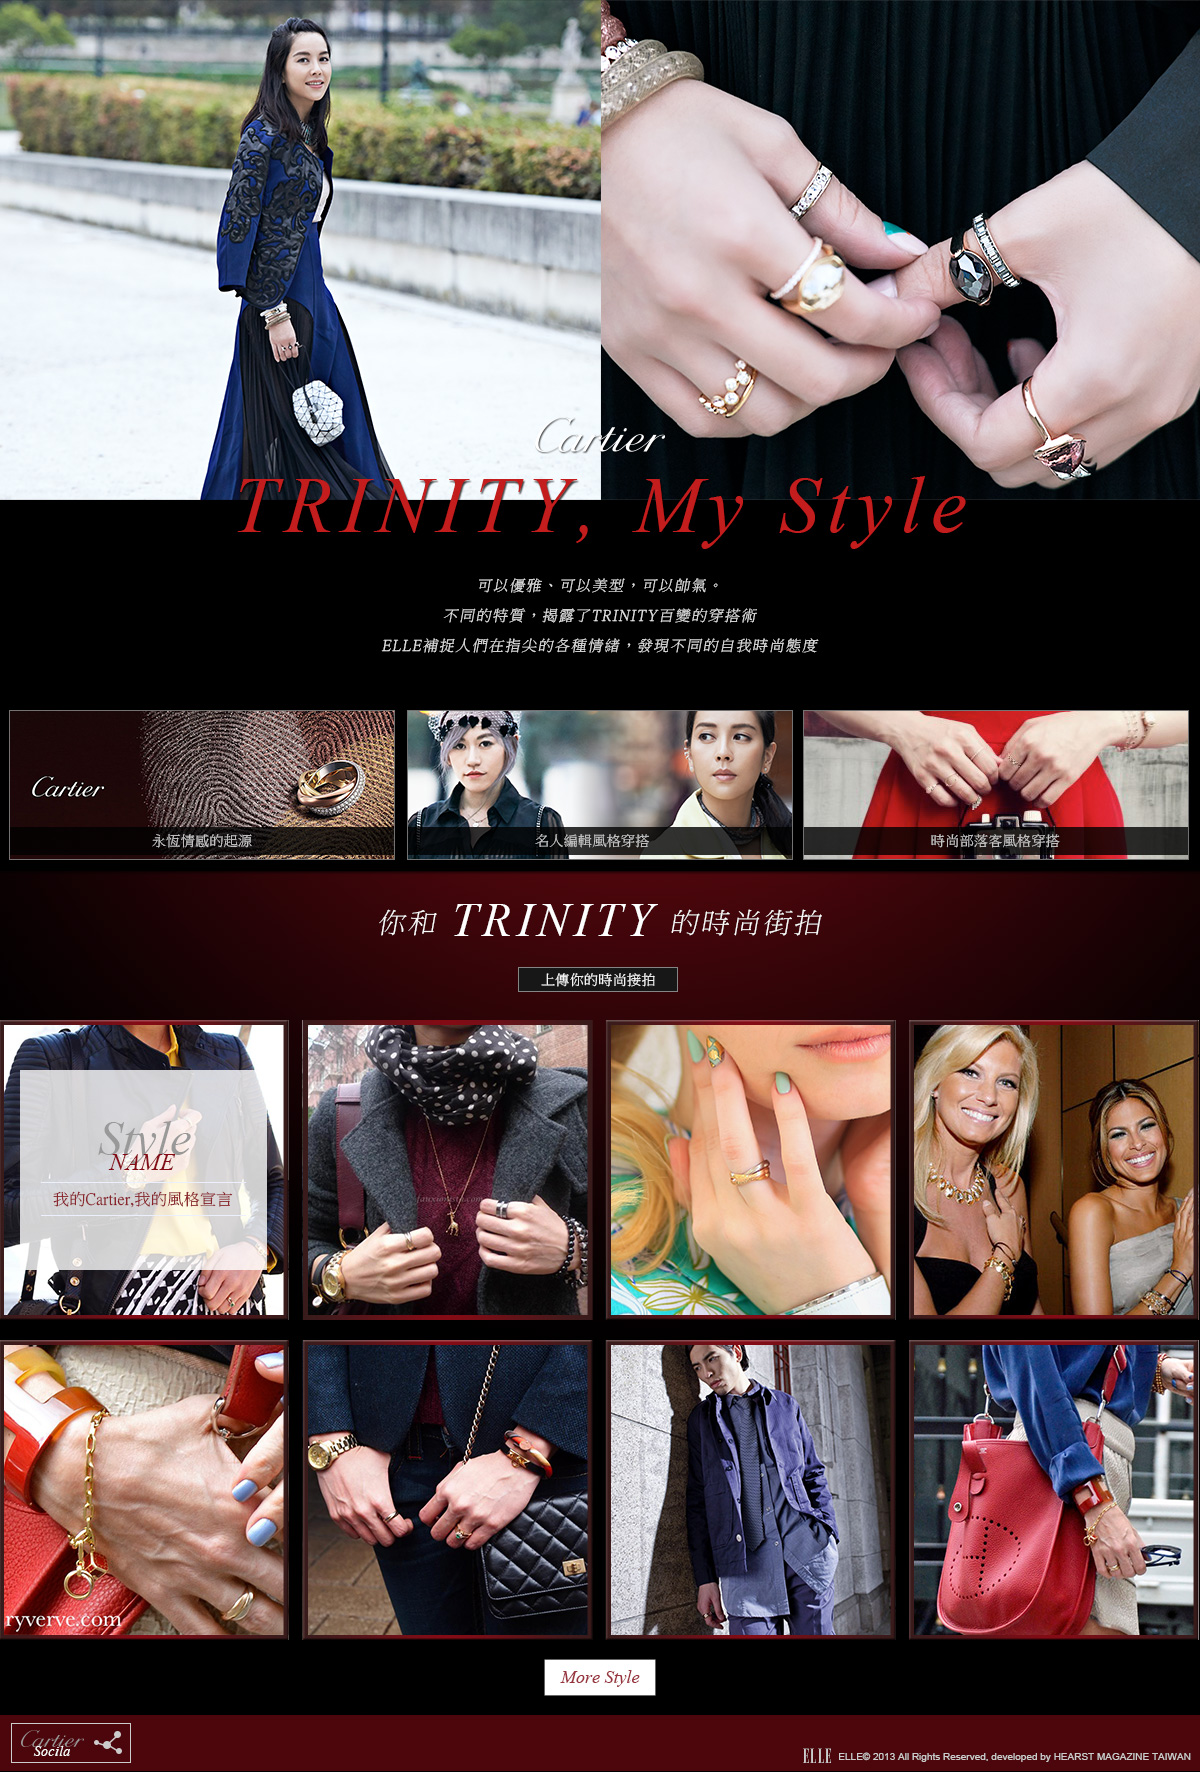 Cartier
TRINITY, My Style
可以優雅、可以美型，可以帥氣。
不同的特質，揭露了TRINITY百變的穿搭術
ELLE補捉人們在指尖的各種情緒，發現不同的自我時尚態度
Cartier
永恆情感的起源
名人編輯風格穿搭
時尚部落客風格穿搭
你和 TRINITY 的時尚街拍
上傳你的時尚接拍
Style
NAME
我的Cartier,我的風格宣言
ryverve.com
More Style
Cartier
Socila
ELLE ELLE© 2013 All Rights Reserved, developed by HEARST MAGAZINE TAIWAN